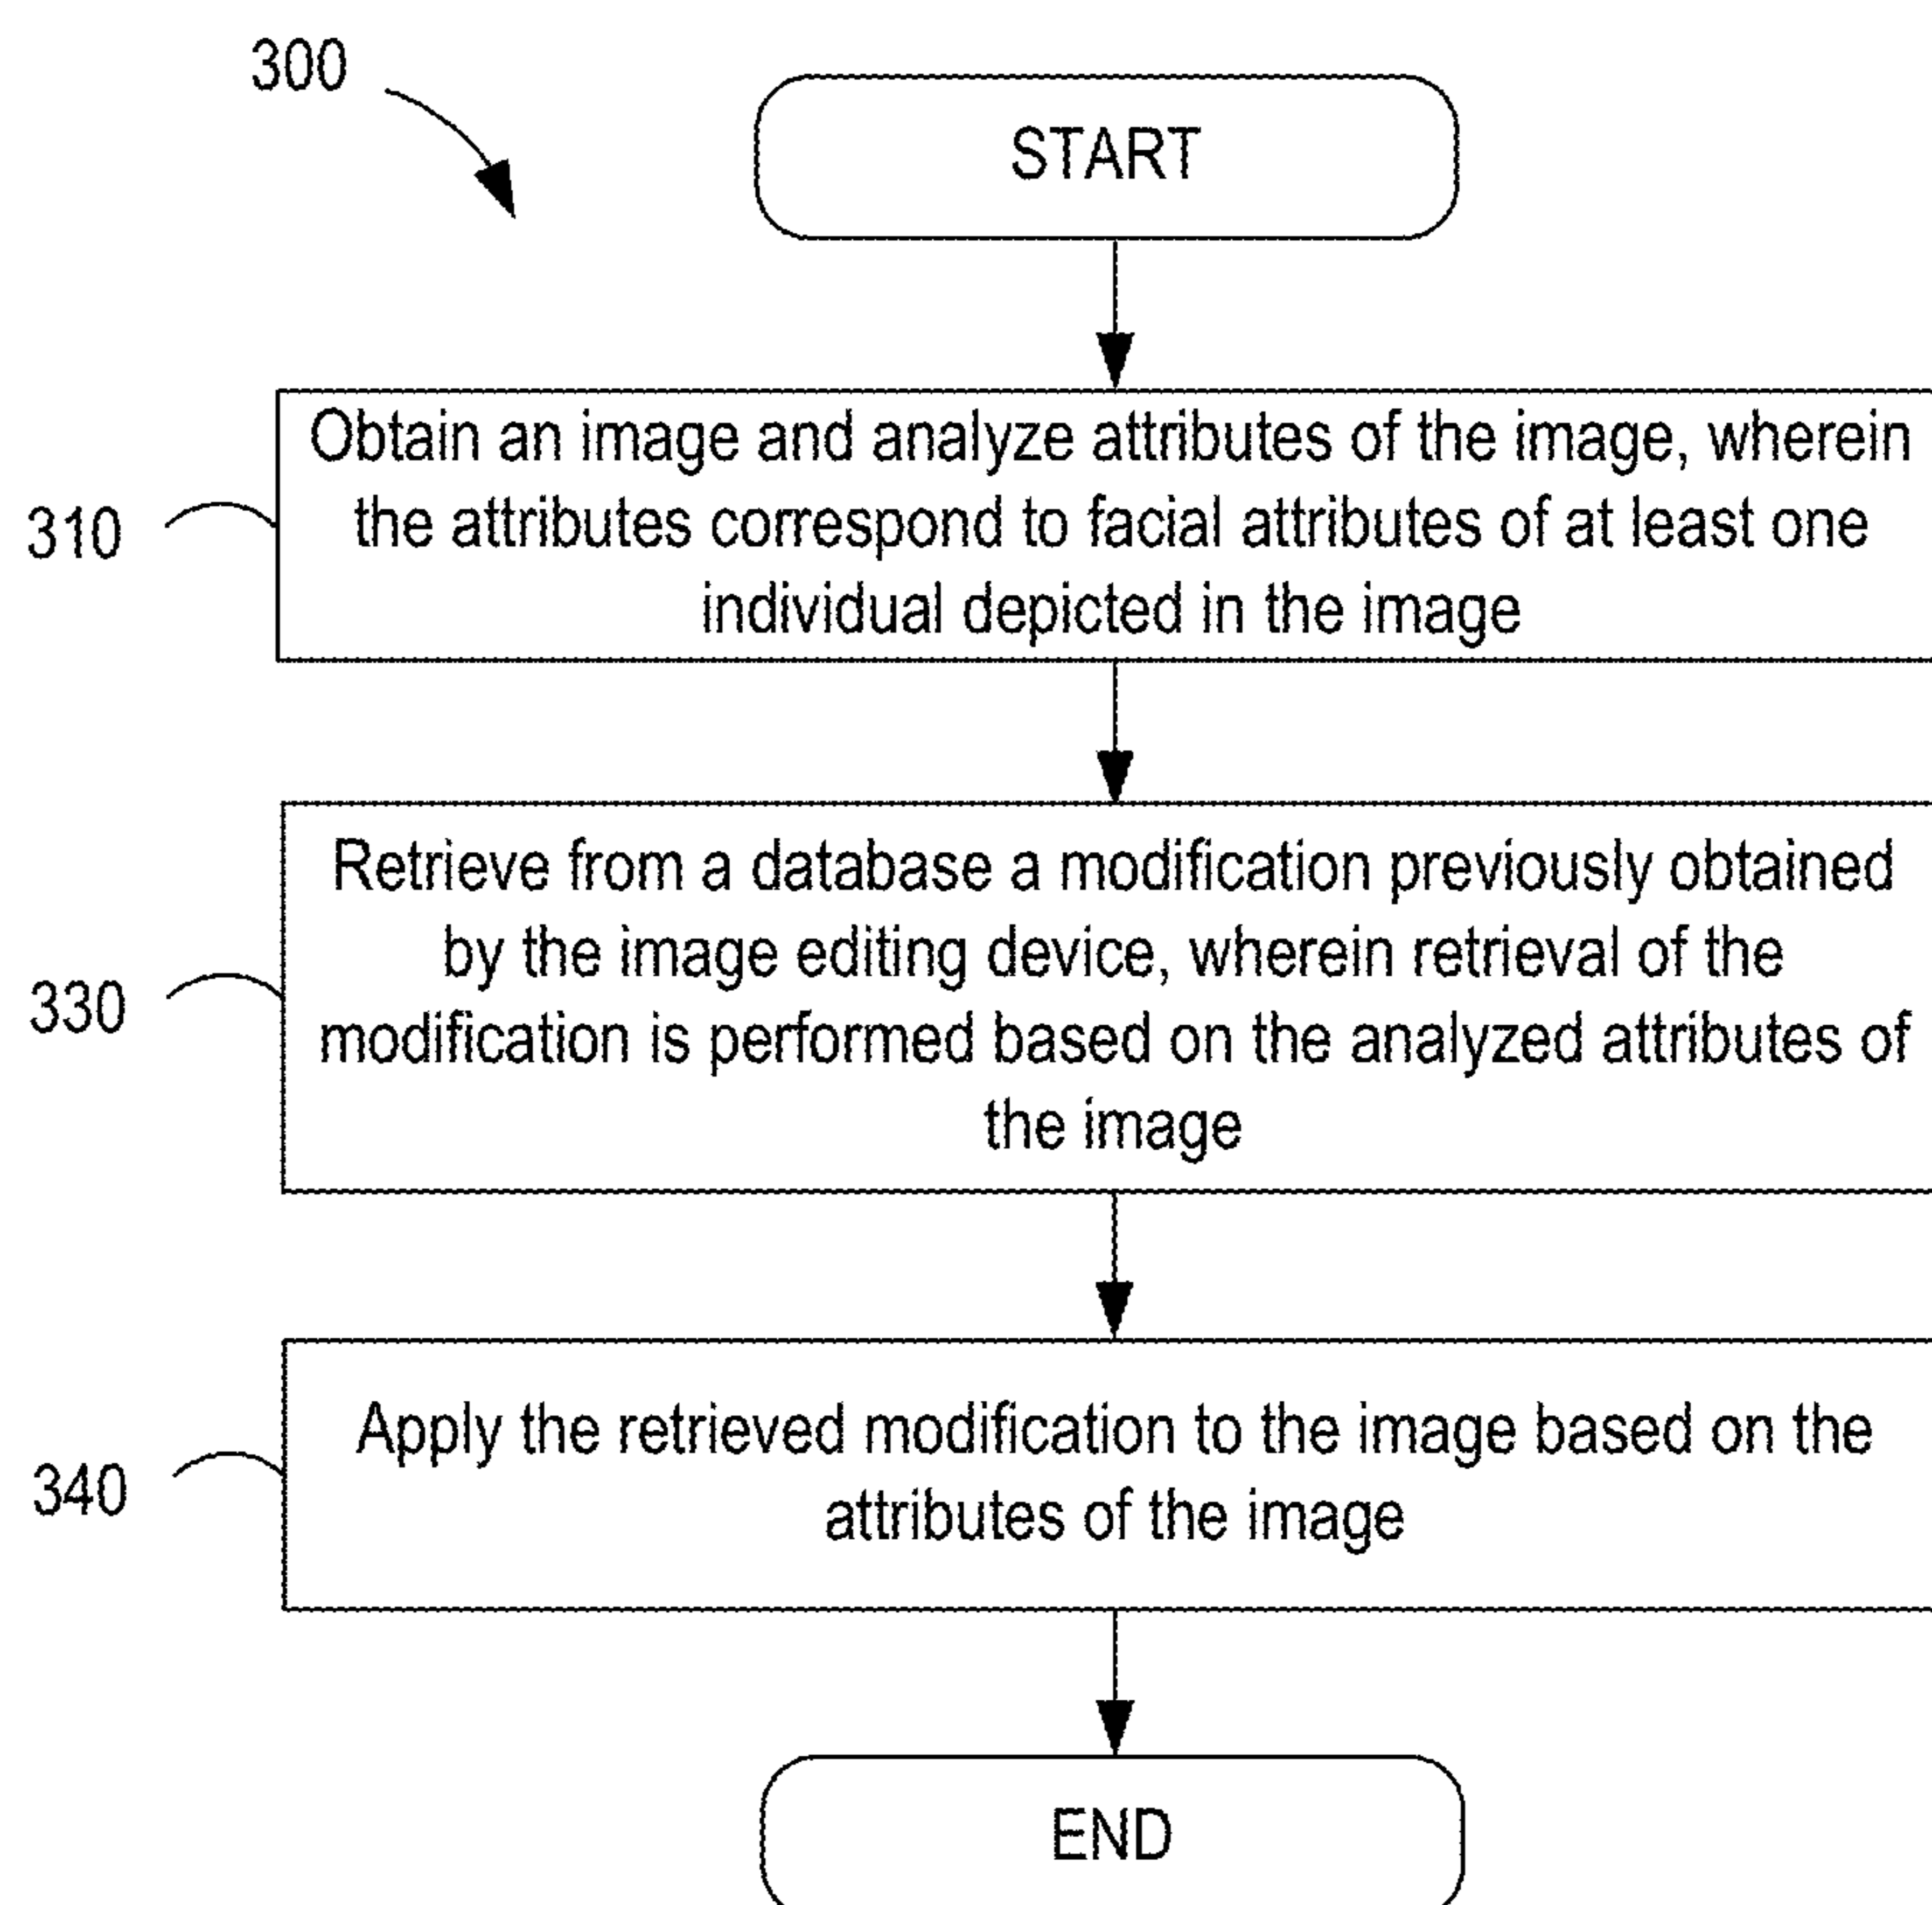 300
START
310
Obtain an image and analyze attributes of the image, wherein
the attributes correspond to facial attributes of at least one
individual depicted in the image
330
Retrieve from a database a modification previously obtained
by the image editing device, wherein retrieval of the
modification is performed based on the analyzed attributes of
the image
340
Apply the retrieved modification to the image based on the
attributes of the image
END